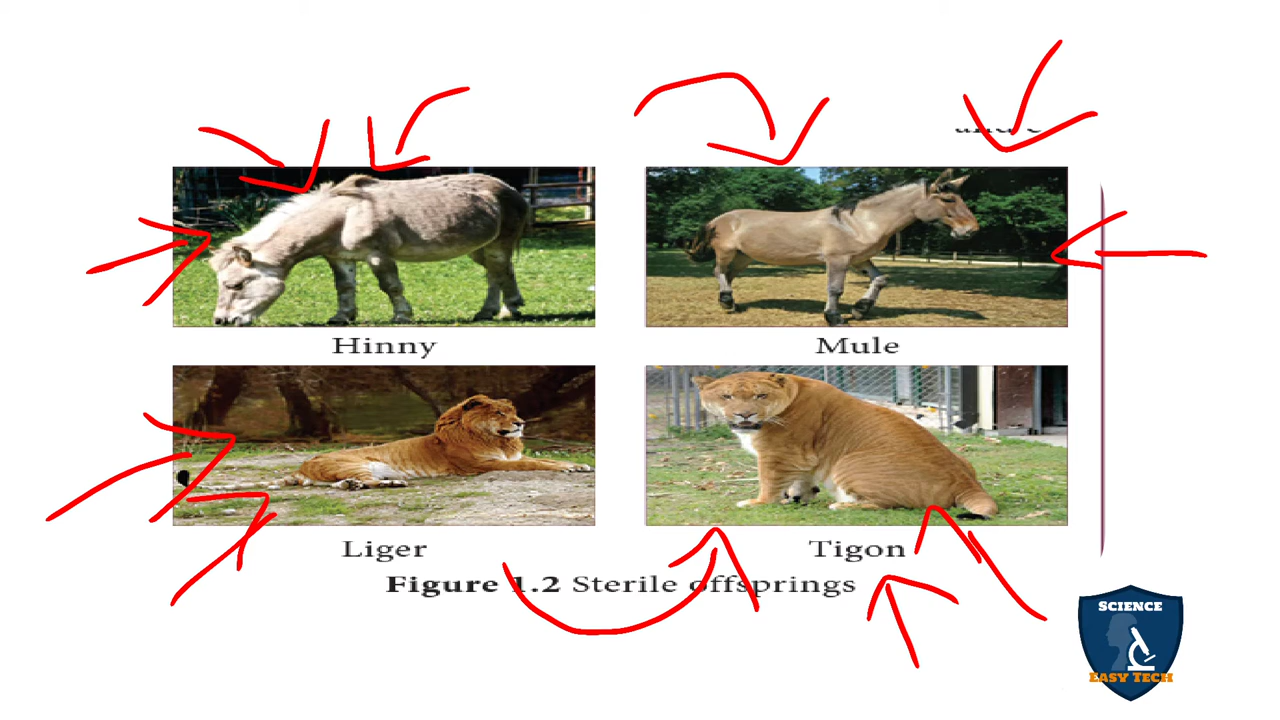 Hinny
Mule
Liger
Tigon
Figure 1.2 Sterile offsprings
SCIENCE
EASY TECH